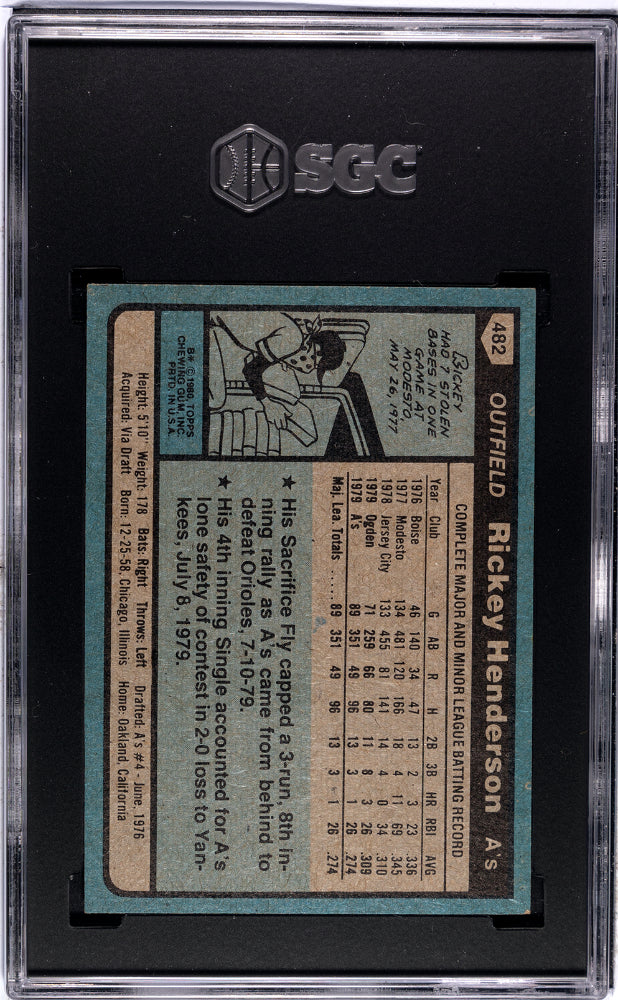 SGC
482
OUTFIELD Rickey Henderson A's
RICKEY
HAD 7 STOLEN
BASES IN ONE
GAME AT
MODESTO,
MAY 26, 1977
B* © 1980, TOPPS
CHEWING GUM, INC.
PRTD. IN U.S.A.
COMPLETE MAJOR AND MINOR LEAGUE BATTING RECORD
Year Club G AB R H 2B 3B HR RBI AVG
1976 Boise 46 140 34 47 13 2 3 23 .336
1977 Modesto 134 481 120 166 18 4 11 69 .345
1978 Jersey City 133 455 81 141 14 4 0 34 .310
1979 Ogden 71 259 66 80 11 8 3 26 .309
1979 A's 89 351 49 96 13 3 1 26 .274
Maj. Lea. Totals ..... 89 351 49 96 13 3 1 26 .274
★ His Sacrifice Fly capped a 3-run, 8th in-
ning rally as A's came from behind to
defeat Orioles, 7-10-79.
★ His 4th inning Single accounted for A's
lone safety of contest in 2-0 loss to Yan-
kees, July 8, 1979.
Height: 5'10" Weight: 178 Bats: Right Throws: Left Drafted: A's #4 - June, 1976
Acquired: Via Draft Born: 12-25-58, Chicago, Illinois Home: Oakland, California